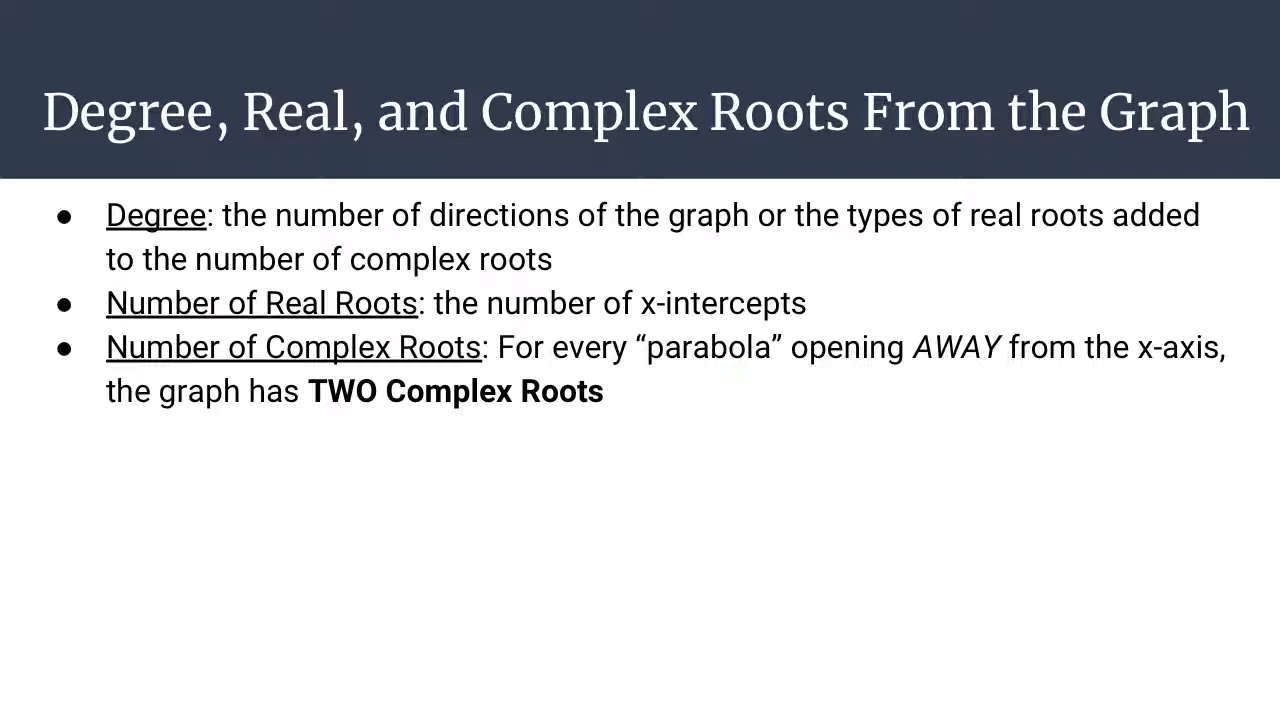 Degree, Real, and Complex Roots From the Graph
● Degree: the number of directions of the graph or the types of real roots added
to the number of complex roots
● Number of Real Roots: the number of x-intercepts
● Number of Complex Roots: For every “parabola” opening AWAY from the x-axis,
the graph has TWO Complex Roots